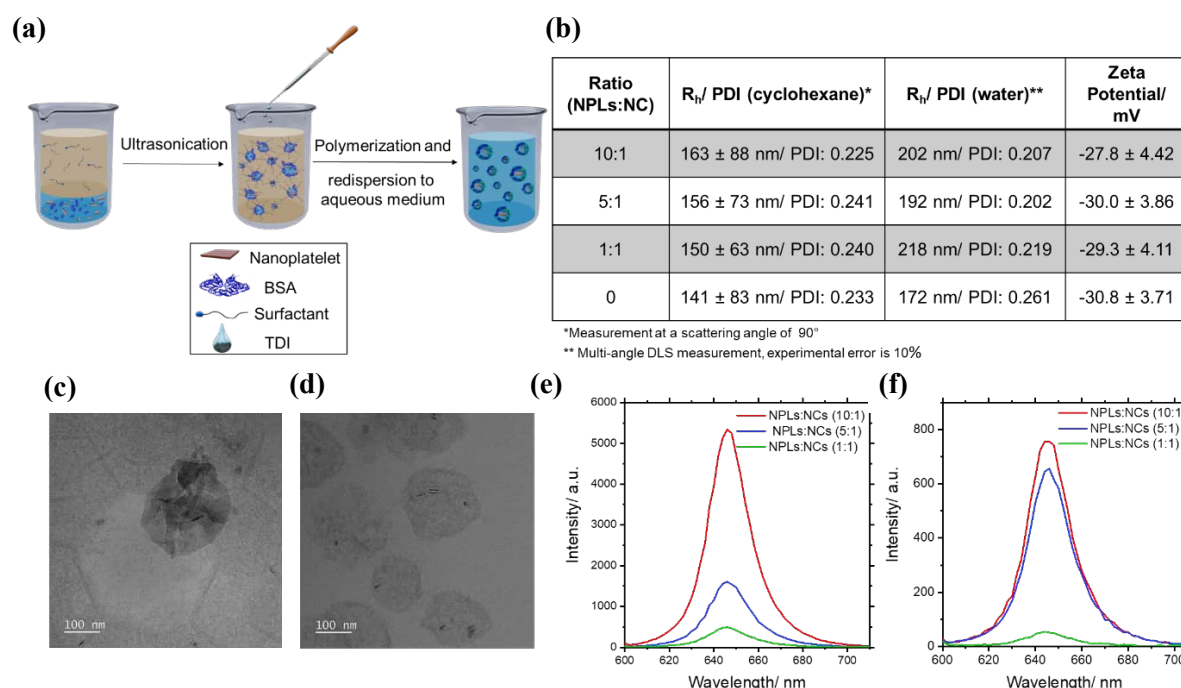 (a)
Ultrasonication
Polymerization and
redispersion to
aqueous medium
Nanoplatelet
BSA
Surfactant
TDI
(b)
Ratio (NPLs:NC) Rh/ PDI (cyclohexane)* Rh/ PDI (water)** Zeta Potential/ mV
10:1 163 ± 88 nm/ PDI: 0.225 202 nm/ PDI: 0.207 -27.8 ± 4.42
5:1 156 ± 73 nm/ PDI: 0.241 192 nm/ PDI: 0.202 -30.0 ± 3.86
1:1 150 ± 63 nm/ PDI: 0.240 218 nm/ PDI: 0.219 -29.3 ± 4.11
0 141 ± 83 nm/ PDI: 0.233 172 nm/ PDI: 0.261 -30.8 ± 3.71
*Measurement at a scattering angle of 90°
** Multi-angle DLS measurement, experimental error is 10%
(c)
100 nm
(d)
100 nm
(e)
NPLs:NCs (10:1)
NPLs:NCs (5:1)
NPLs:NCs (1:1)
Intensity/ a.u.
6000
5000
4000
3000
2000
1000
0
600 620 640 660 680 700
Wavelength/ nm
(f)
NPLs:NCs (10:1
NPLs:NCs (5:1)
NPLs:NCs (1:1)
Intensity/ a.u.
800
600
400
200
0
600 620 640 660 680 700
Wavelength/ nm